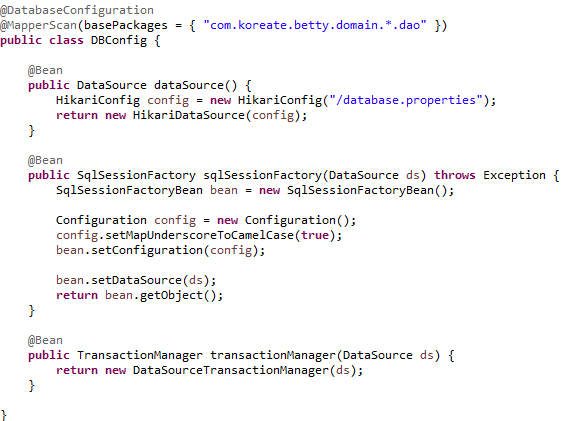 @DatabaseConfiguration
@MapperScan(basePackages = { "com.koreate.betty.domain.*.dao" })
public class DBConfig {
@Bean
public DataSource dataSource() {
HikariConfig config = new HikariConfig("/database.properties");
return new HikariDataSource(config);
}
@Bean
public SqlSessionFactory sqlSessionFactory(DataSource ds) throws Exception {
SqlSessionFactoryBean bean = new SqlSessionFactoryBean();
Configuration config = new Configuration();
config.setMapUnderscoreToCamelCase(true);
bean.setConfiguration(config);
bean.setDataSource(ds);
return bean.getObject();
}
@Bean
public TransactionManager transactionManager(DataSource ds) {
return new DataSourceTransactionManager(ds);
}
}